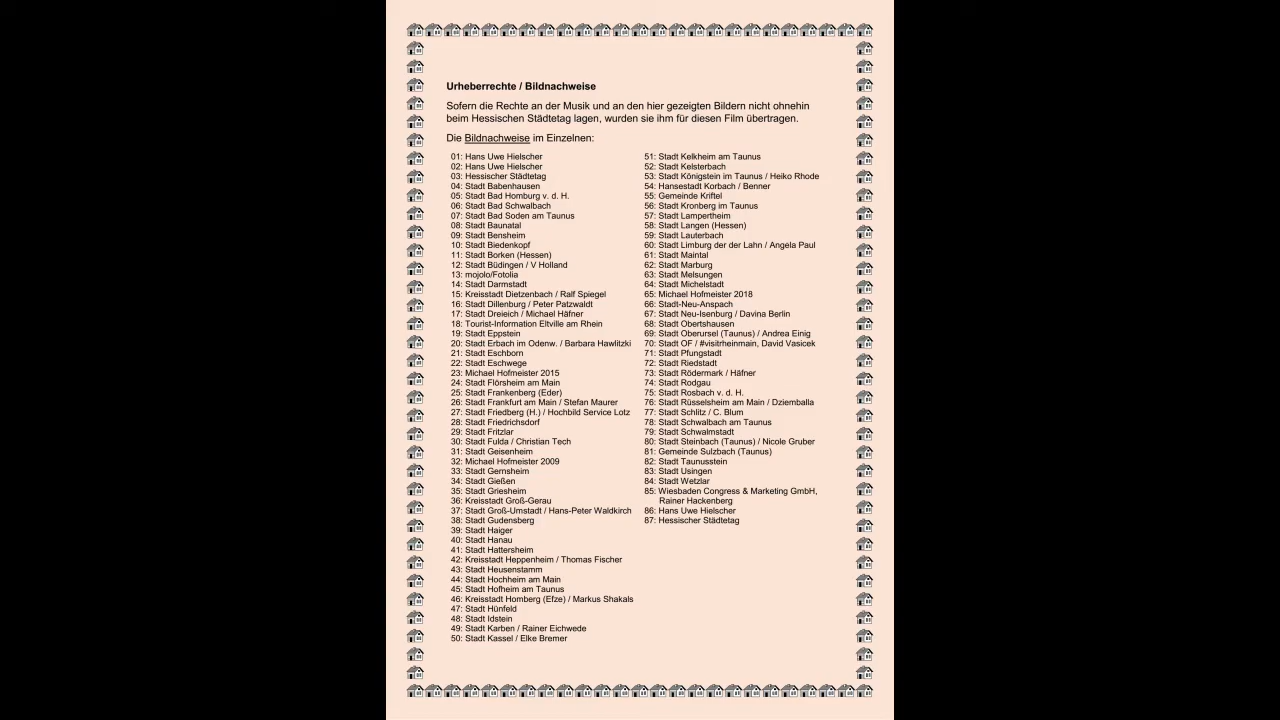 Urheberrechte / Bildnachweise
Sofern die Rechte an der Musik und an den hier gezeigten Bildern nicht ohnehin
beim Hessischen Städtetag lagen, wurden sie ihm für diesen Film übertragen.
Die Bildnachweise im Einzelnen:
01: Hans Uwe Hielscher
02: Hans Uwe Hielscher
03: Hessischer Städtetag
04: Stadt Babenhausen
05: Stadt Bad Homburg v. d. H.
06: Stadt Bad Schwalbach
07: Stadt Bad Soden am Taunus
08: Stadt Baunatal
09: Stadt Bensheim
10: Stadt Biedenkopf
11: Stadt Borken (Hessen)
12: Stadt Büdingen / V Holland
13: mojolo/Fotolia
14: Stadt Darmstadt
15: Kreisstadt Dietzenbach / Ralf Spiegel
16: Stadt Dillenburg / Peter Patzwaldt
17: Stadt Dreieich / Michael Häfner
18: Tourist-Information Eltville am Rhein
19: Stadt Eppstein
20: Stadt Erbach im Odenw. / Barbara Hawlitzki
21: Stadt Eschborn
22: Stadt Eschwege
23: Michael Hofmeister 2015
24: Stadt Flörsheim am Main
25: Stadt Frankenberg (Eder)
26: Stadt Frankfurt am Main / Stefan Maurer
27: Stadt Friedberg (H.) / Hochbild Service Lotz
28: Stadt Friedrichsdorf
29: Stadt Fritzlar
30: Stadt Fulda / Christian Tech
31: Stadt Geisenheim
32: Michael Hofmeister 2009
33: Stadt Gernsheim
34: Stadt Gießen
35: Stadt Griesheim
36: Kreisstadt Groß-Gerau
37: Stadt Groß-Umstadt / Hans-Peter Waldkirch
38: Stadt Gudensberg
39: Stadt Haiger
40: Stadt Hanau
41: Stadt Hattersheim
42: Kreisstadt Heppenheim / Thomas Fischer
43: Stadt Heusenstamm
44: Stadt Hochheim am Main
45: Stadt Hofheim am Taunus
46: Kreisstadt Homberg (Efze) / Markus Shakals
47: Stadt Hünfeld
48: Stadt Idstein
49: Stadt Karben / Rainer Eichwede
50: Stadt Kassel / Elke Bremer
51: Stadt Kelkheim am Taunus
52: Stadt Kelsterbach
53: Stadt Königstein im Taunus / Heiko Rhode
54: Hansestadt Korbach / Benner
55: Gemeinde Kriftel
56: Stadt Kronberg im Taunus
57: Stadt Lampertheim
58: Stadt Langen (Hessen)
59: Stadt Lauterbach
60: Stadt Limburg der der Lahn / Angela Paul
61: Stadt Maintal
62: Stadt Marburg
63: Stadt Melsungen
64: Stadt Michelstadt
65: Michael Hofmeister 2018
66: Stadt-Neu-Anspach
67: Stadt Neu-Isenburg / Davina Berlin
68: Stadt Obertshausen
69: Stadt Oberursel (Taunus) / Andrea Einig
70: Stadt OF / #visitrheinmain, David Vasicek
71: Stadt Pfungstadt
72: Stadt Riedstadt
73: Stadt Rödermark / Häfner
74: Stadt Rodgau
75: Stadt Rosbach v. d. H.
76: Stadt Rüsselsheim am Main / Dziemballa
77: Stadt Schlitz / C. Blum
78: Stadt Schwalbach am Taunus
79: Stadt Schwalmstadt
80: Stadt Steinbach (Taunus) / Nicole Gruber
81: Gemeinde Sulzbach (Taunus)
82: Stadt Taunusstein
83: Stadt Usingen
84: Stadt Wetzlar
85: Wiesbaden Congress & Marketing GmbH,
Rainer Hackenberg
86: Hans Uwe Hielscher
87: Hessischer Städtetag